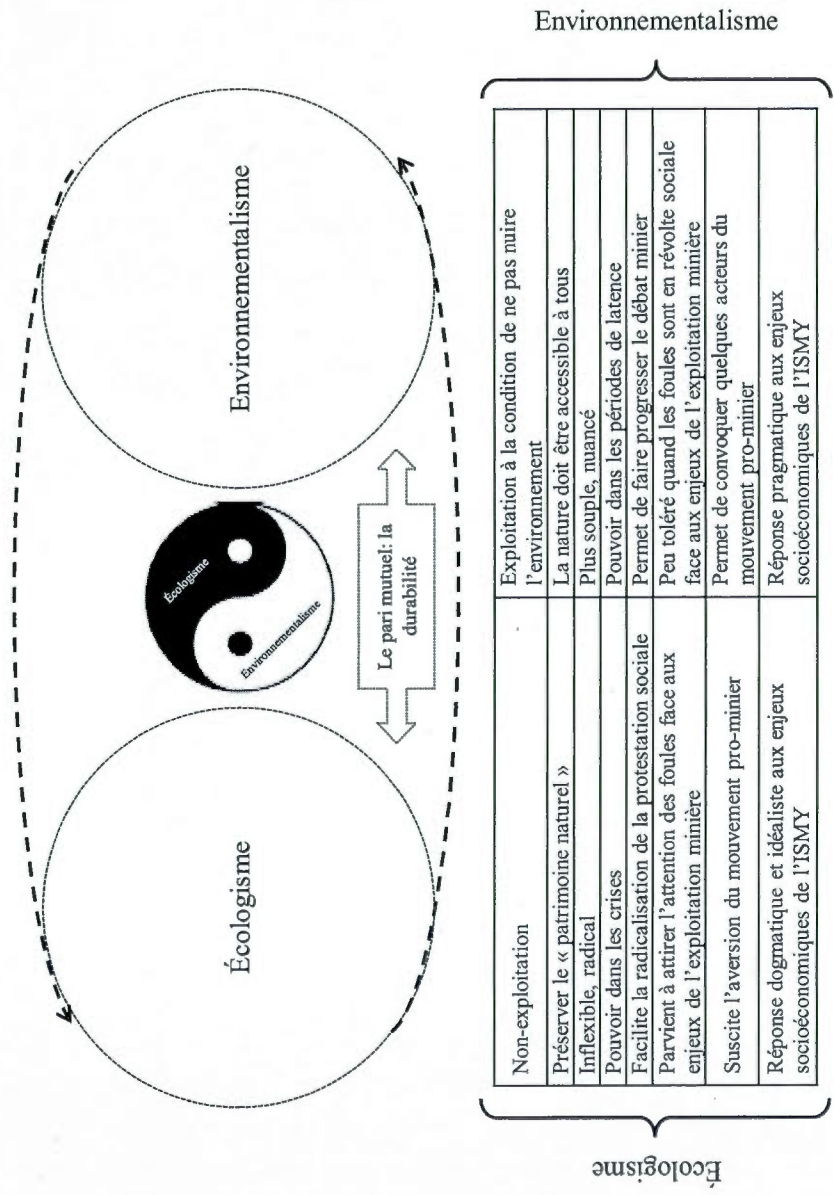 Écologisme
Environnementalisme
Écologisme
Environnementalisme
Le pari mutuel: la
durabilité
Écologisme
Non-exploitation
Exploitation à la condition de ne pas nuire
l'environnement
Préserver le « patrimoine naturel »
La nature doit être accessible à tous
Inflexible, radical
Plus souple, nuancé
Pouvoir dans les crises
Pouvoir dans les périodes de latence
Facilite la radicalisation de la protestation sociale
Permet de faire progresser le débat minier
Parvient à attirer l'attention des foules face aux
enjeux de l'exploitation minière
Peu toléré quand les foules sont en révolte sociale
face aux enjeux de l'exploitation minière
Suscite l'aversion du mouvement pro-minier
Permet de convoquer quelques acteurs du
mouvement pro-minier
Réponse dogmatique et idéaliste aux enjeux
socioéconomiques de l'ISMY
Réponse pragmatique aux enjeux
socioéconomiques de l'ISMY
Environnementalisme